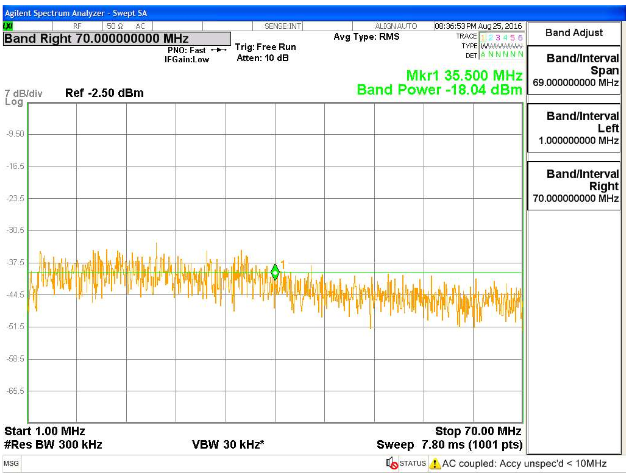 Agilent Spectrum Analyzer - Swept SA
RF 50 Ω AC SENSE:INT ALIGN AUTO 08:36:53 PM Aug 25, 2016
Band Right 70.000000000 MHz
PNO: Fast
IFGain:Low
Trig: Free Run
Atten: 10 dB
Avg Type: RMS
TRACE 1 2 3 4 5 6
TYPE
DET A N N N N N
Mkr1 35.500 MHz
Band Power -18.04 dBm
7 dB/div
Log
Ref -2.50 dBm
-9.50
-16.5
-23.5
-30.5
-37.5
-44.5
-51.5
-58.5
-65.5
1
Start 1.00 MHz
Stop 70.00 MHz
#Res BW 300 kHz
VBW 30 kHz*
Sweep 7.80 ms (1001 pts)
Band Adjust
Band/Interval
Span
69.000000000 MHz
Band/Interval
Left
1.000000000 MHz
Band/Interval
Right
70.000000000 MHz
MSG
STATUS
AC coupled: Accy unspec'd < 10MHz